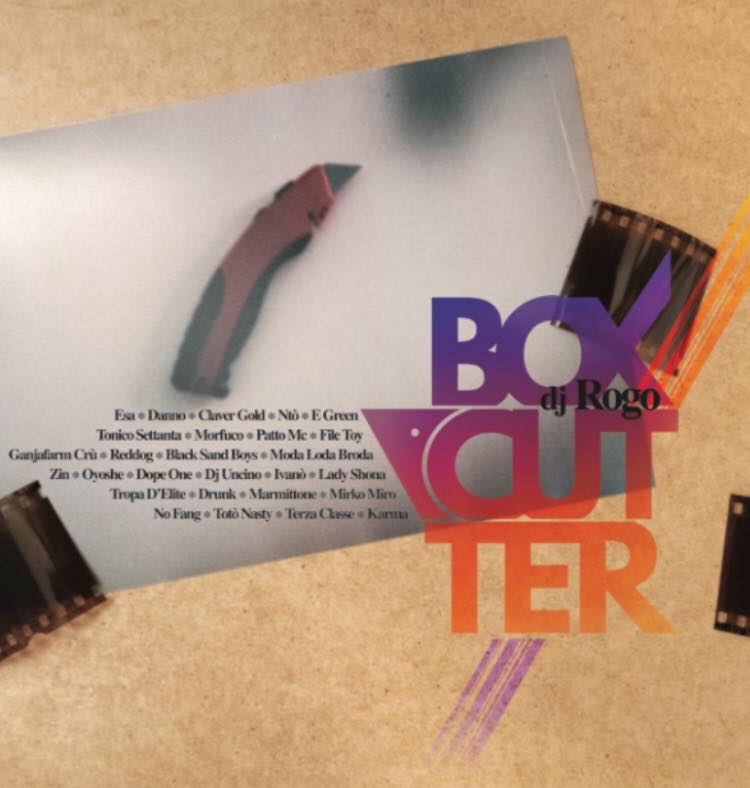 BOX
dj Rogo
CUT
TER
Esa * Danno * Claver Gold * Ntò * E Green
Tonico Settanta * Morfuco * Patto Mc * File Toy
Ganjafarm Crù * Reddog * Black Sand Boys * Moda Loda Broda
Zin * Oyoshe * Dope One * Dj Uncino * Ivanò * Lady Shona
Tropa D'Elite * Drunk * Marmittone * Mirko Miro
No Fang * Totò Nasty * Terza Classe * Karma